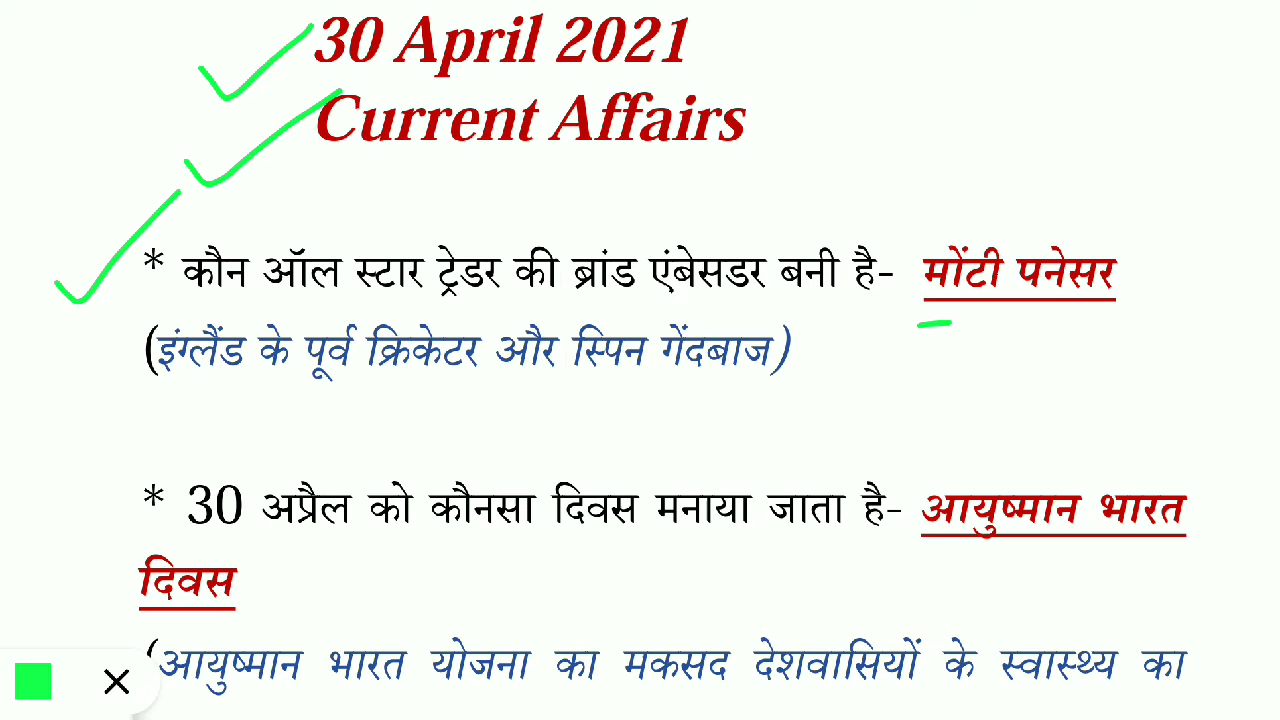 30 April 2021
Current Affairs
* कौन ऑल स्टार ट्रेडर की ब्रांड एंबेसडर बनी है- मोंटी पनेसर
(इंग्लैंड के पूर्व क्रिकेटर और स्पिन गेंदबाज)
* 30 अप्रैल को कौनसा दिवस मनाया जाता है- आयुष्मान भारत
दिवस
(आयुष्मान भारत योजना का मकसद देशवासियों के स्वास्थ्य का